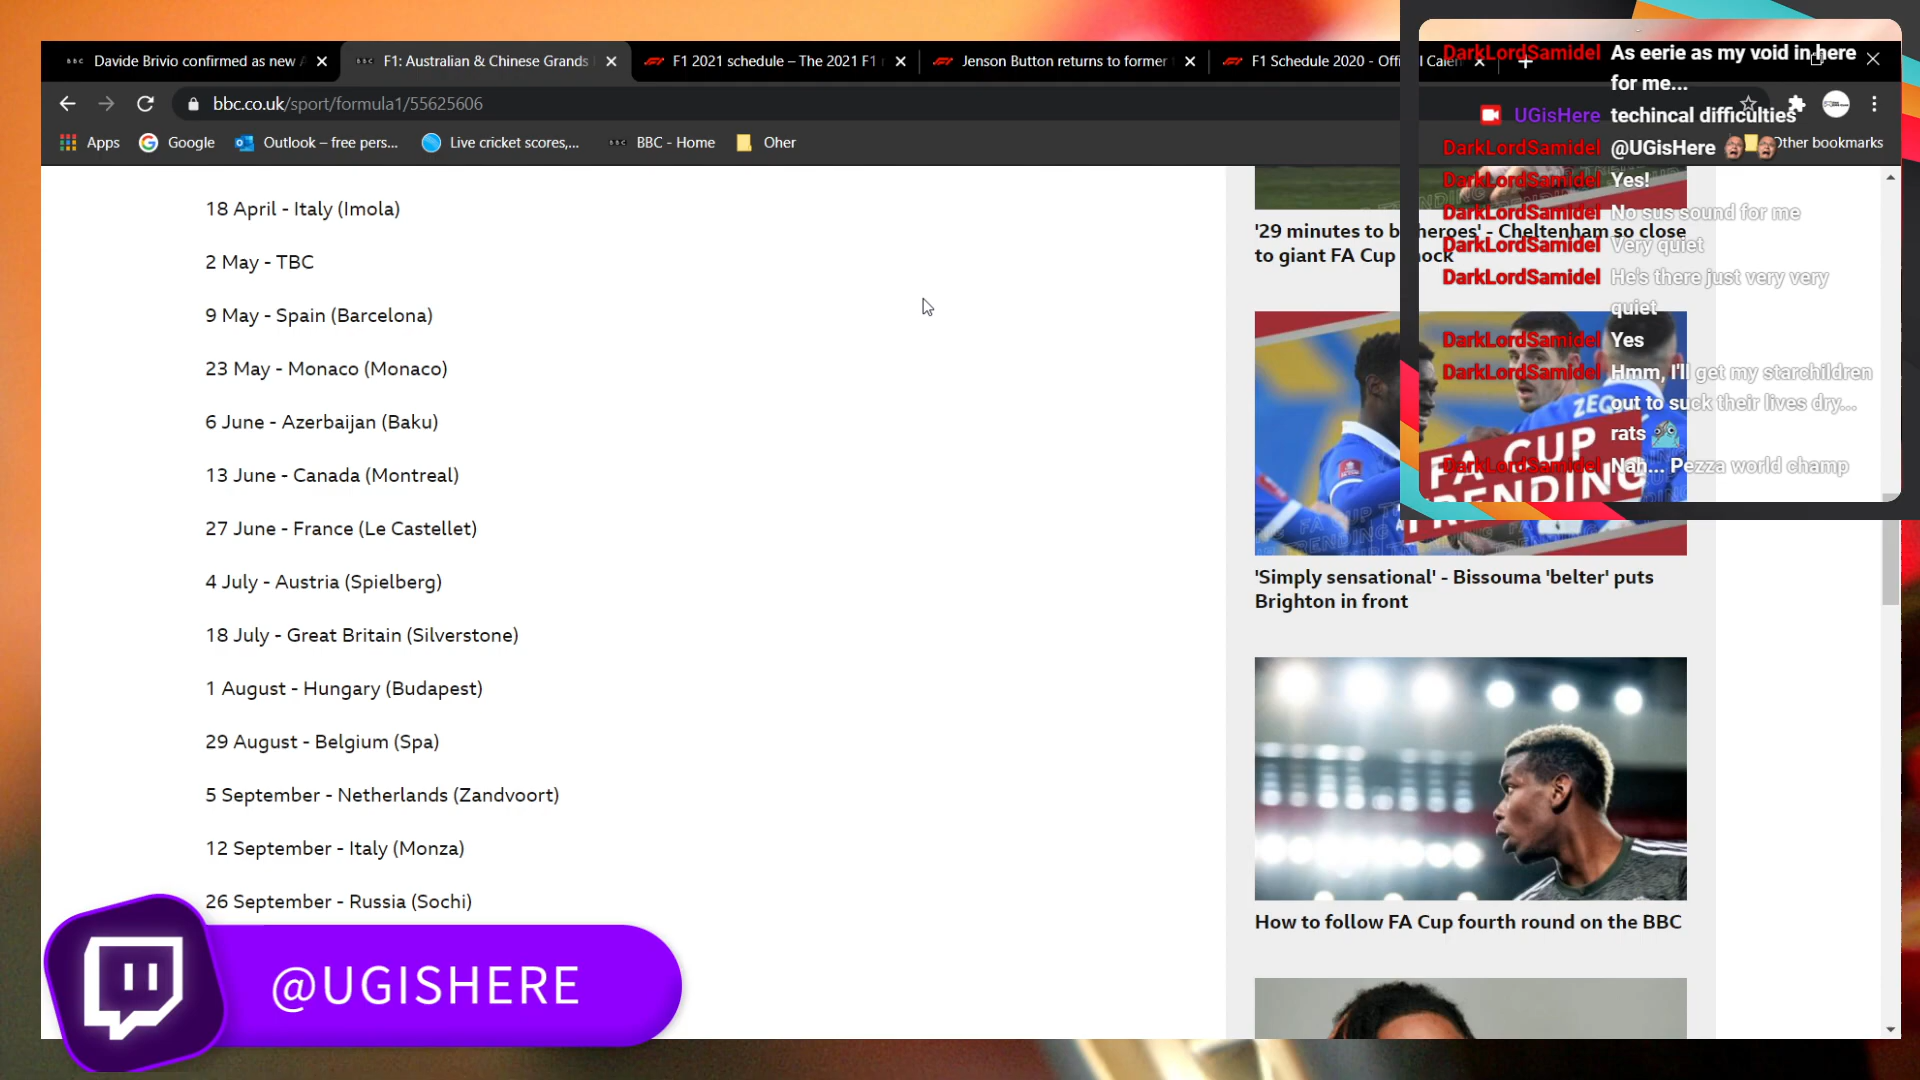 Davide Brivio confirmed as new
F1: Australian & Chinese Grands
F1 2021 schedule – The 2021 F1
Jenson Button returns to former
F1 Schedule 2020 - Offi
bbc.co.uk/sport/formula1/55625606
Apps
Google
Outlook – free pers...
Live cricket scores,...
BBC - Home
Oher
Other bookmarks
18 April - Italy (Imola)
2 May - TBC
9 May - Spain (Barcelona)
23 May - Monaco (Monaco)
6 June - Azerbaijan (Baku)
13 June - Canada (Montreal)
27 June - France (Le Castellet)
4 July - Austria (Spielberg)
18 July - Great Britain (Silverstone)
1 August - Hungary (Budapest)
29 August - Belgium (Spa)
5 September - Netherlands (Zandvoort)
12 September - Italy (Monza)
26 September - Russia (Sochi)
'29 minutes to b heroes' - Cheltenham so close
to giant FA Cup ock
FA CUP
RENDING
ZEQ
'Simply sensational' - Bissouma 'belter' puts
Brighton in front
How to follow FA Cup fourth round on the BBC
DarkLordSamidel As eerie as my void in here
for me...
UGisHere techincal difficulties
DarkLordSamidel @UGisHere
DarkLordSamidel Yes!
DarkLordSamidel No sus sound for me
DarkLordSamidel Very quiet
DarkLordSamidel He's there just very very
quiet
DarkLordSamidel Yes
DarkLordSamidel Hmm, I'll get my starchildren
out to suck their lives dry...
rats
DarkLordSamidel Nah... Pezza world champ
@UGISHERE